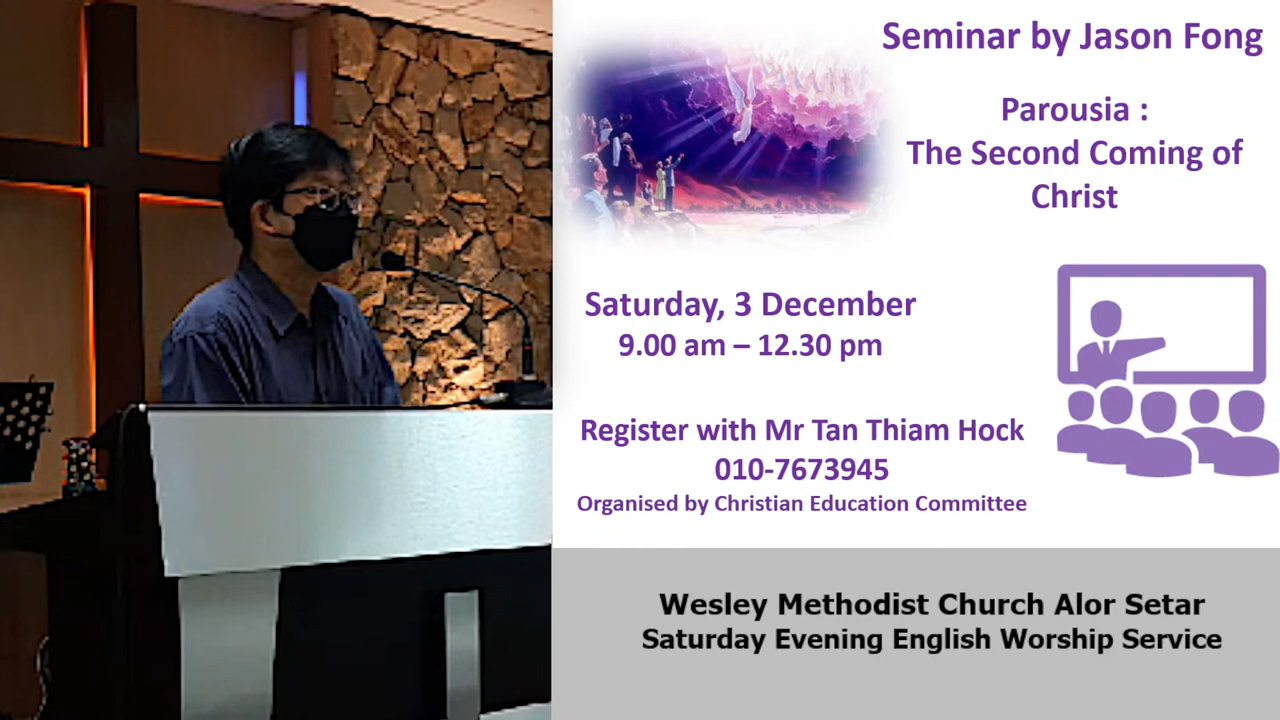 Seminar by Jason Fong
Parousia :
The Second Coming of
Christ
Saturday, 3 December
9.00 am – 12.30 pm
Register with Mr Tan Thiam Hock
010-7673945
Organised by Christian Education Committee
Wesley Methodist Church Alor Setar
Saturday Evening English Worship Service